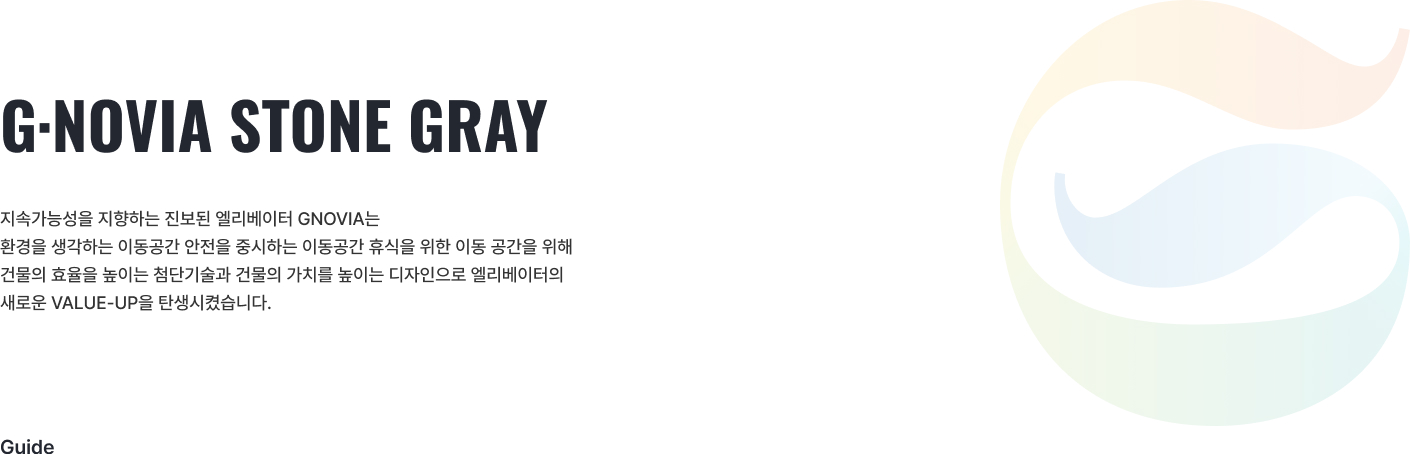 G·NOVIA STONE GRAY
지속가능성을 지향하는 진보된 엘리베이터 GNOVIA는
환경을 생각하는 이동공간 안전을 중시하는 이동공간 휴식을 위한 이동 공간을 위해
건물의 효율을 높이는 첨단기술과 건물의 가치를 높이는 디자인으로 엘리베이터의
새로운 VALUE-UP을 탄생시켰습니다.
Guide